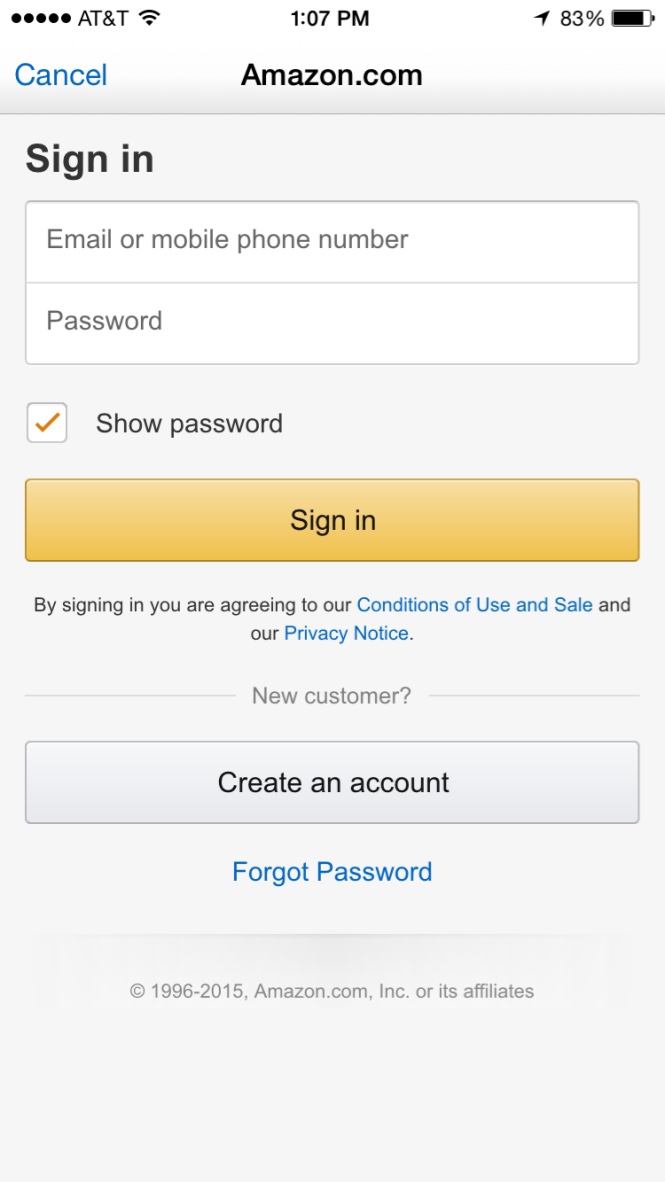 AT&T 1:07 PM 83%
Cancel Amazon.com
Sign in
Email or mobile phone number
Password
Show password
Sign in
By signing in you are agreeing to our Conditions of Use and Sale and
our Privacy Notice.
New customer?
Create an account
Forgot Password
© 1996-2015, Amazon.com, Inc. or its affiliates